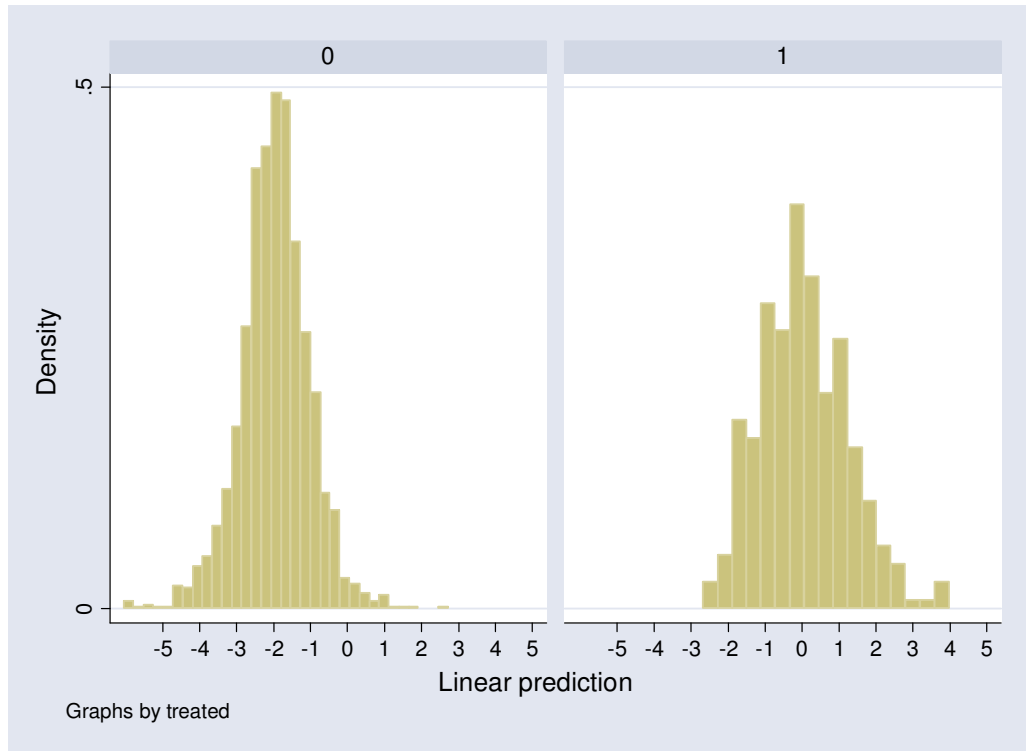 0 1
.5
0
Density
-5 -4 -3 -2 -1 0 1 2 3 4 5 -5 -4 -3 -2 -1 0 1 2 3 4 5
Linear prediction
Graphs by treated